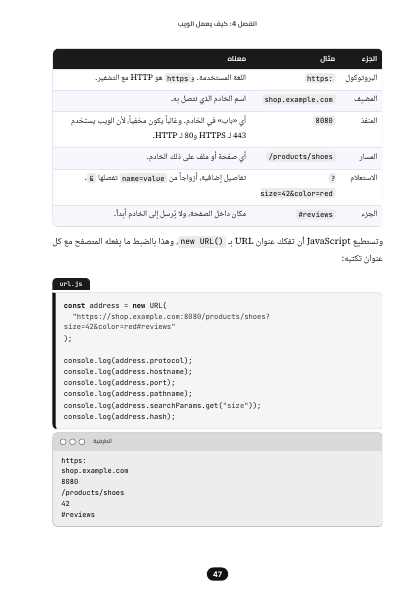 الفصل 4: كيف يعمل الويب
الجزء مثال معناه
البروتوكول https: اللغة المستخدمة. و https هو HTTP مع التشفير.
المضيف shop.example.com اسم الخادم الذي نتصل به.
المنفذ 8080 أي «باب» في الخادم. وغالباً يكون مخفياً، لأن الويب يستخدم
443 لـ HTTPS و80 لـ HTTP.
المسار /products/shoes أي صفحة أو ملف على ذلك الخادم.
الاستعلام ? تفاصيل إضافية، أزواجاً من name=value تفصلها & .
size=42&color=red
الجزء #reviews مكان داخل الصفحة، ولا يُرسل إلى الخادم أبداً.
وتستطيع JavaScript أن تفكك عنوان URL بـ new URL() ، وهذا بالضبط ما يفعله المتصفح مع كل
عنوان تكتبه:
url.js
const address = new URL(
"https://shop.example.com:8080/products/shoes?
size=42&color=red#reviews"
);
console.log(address.protocol);
console.log(address.hostname);
console.log(address.port);
console.log(address.pathname);
console.log(address.searchParams.get("size"));
console.log(address.hash);
الطرفية
https:
shop.example.com
8080
/products/shoes
42
#reviews
47